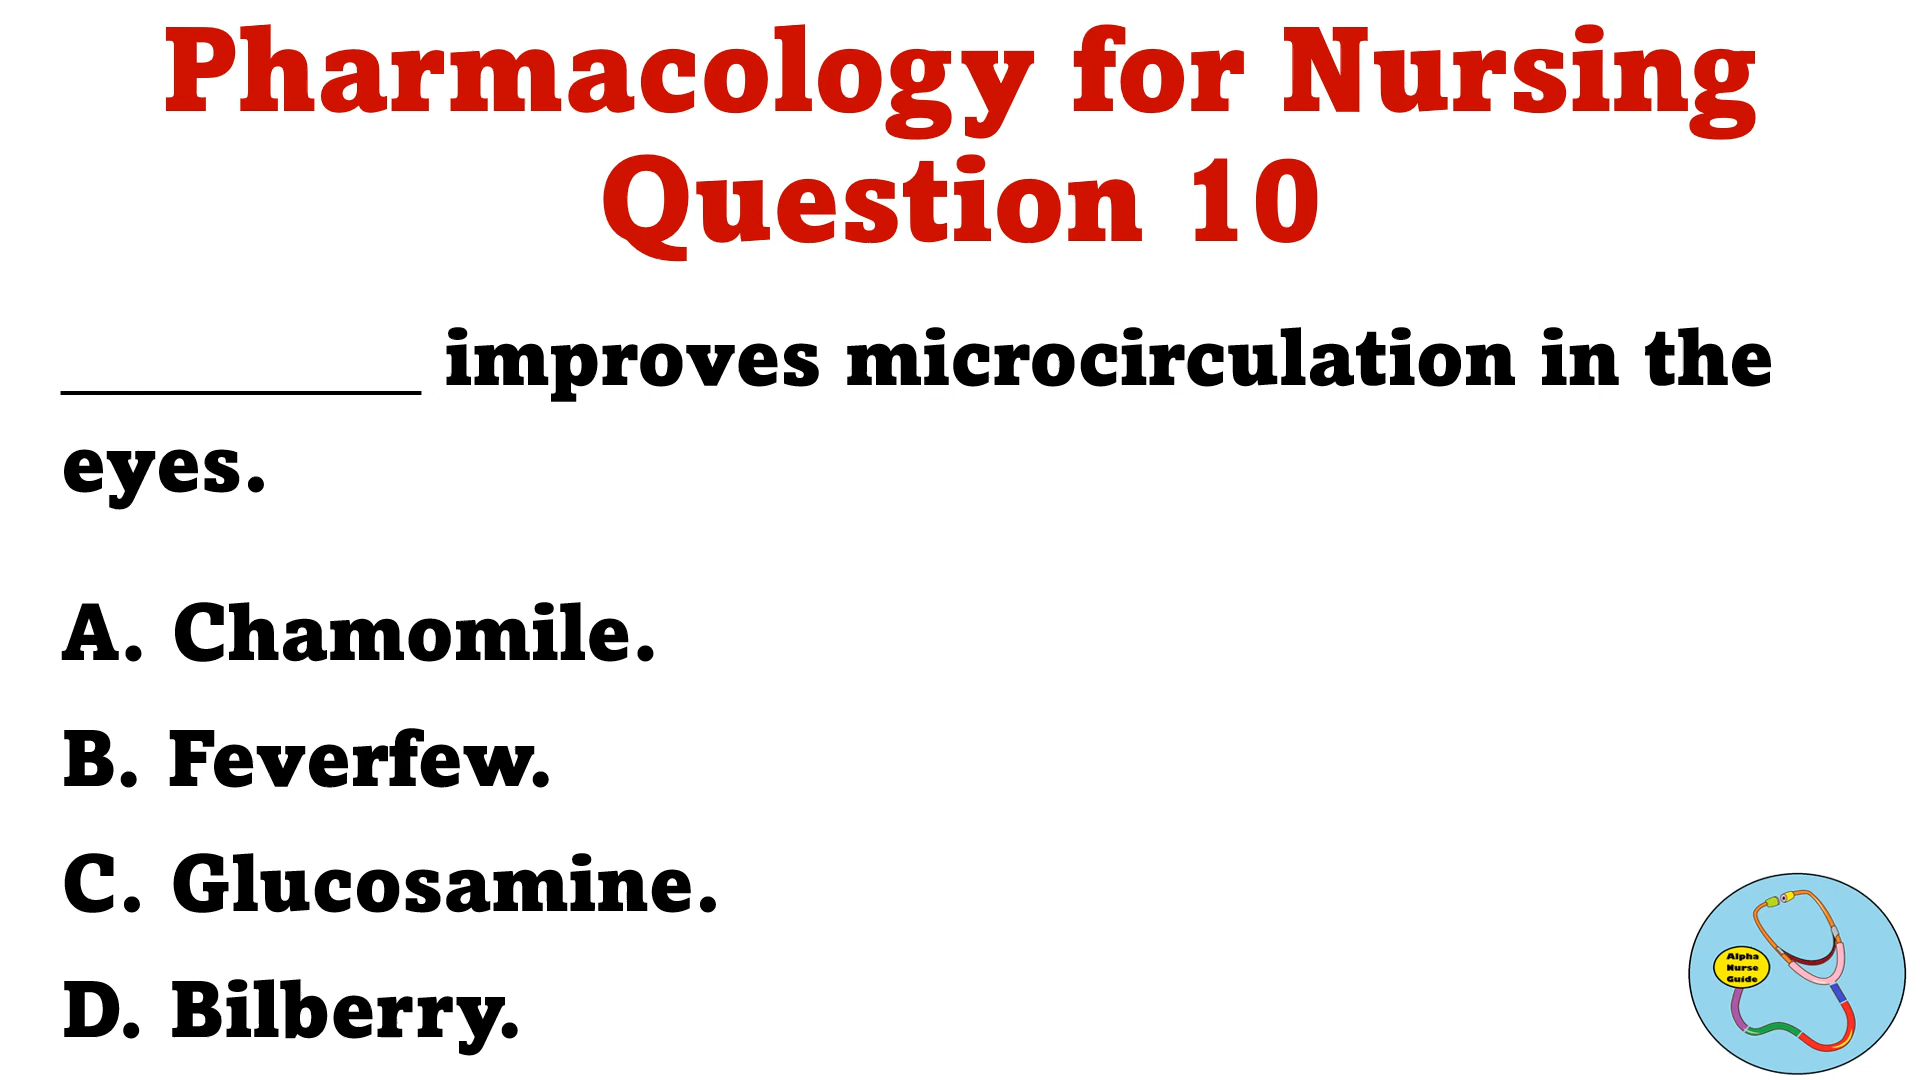 Pharmacology for Nursing
Question 10
__________ improves microcirculation in the
eyes.
A. Chamomile.
B. Feverfew.
C. Glucosamine.
D. Bilberry.
Alpha
Nurse
Guide